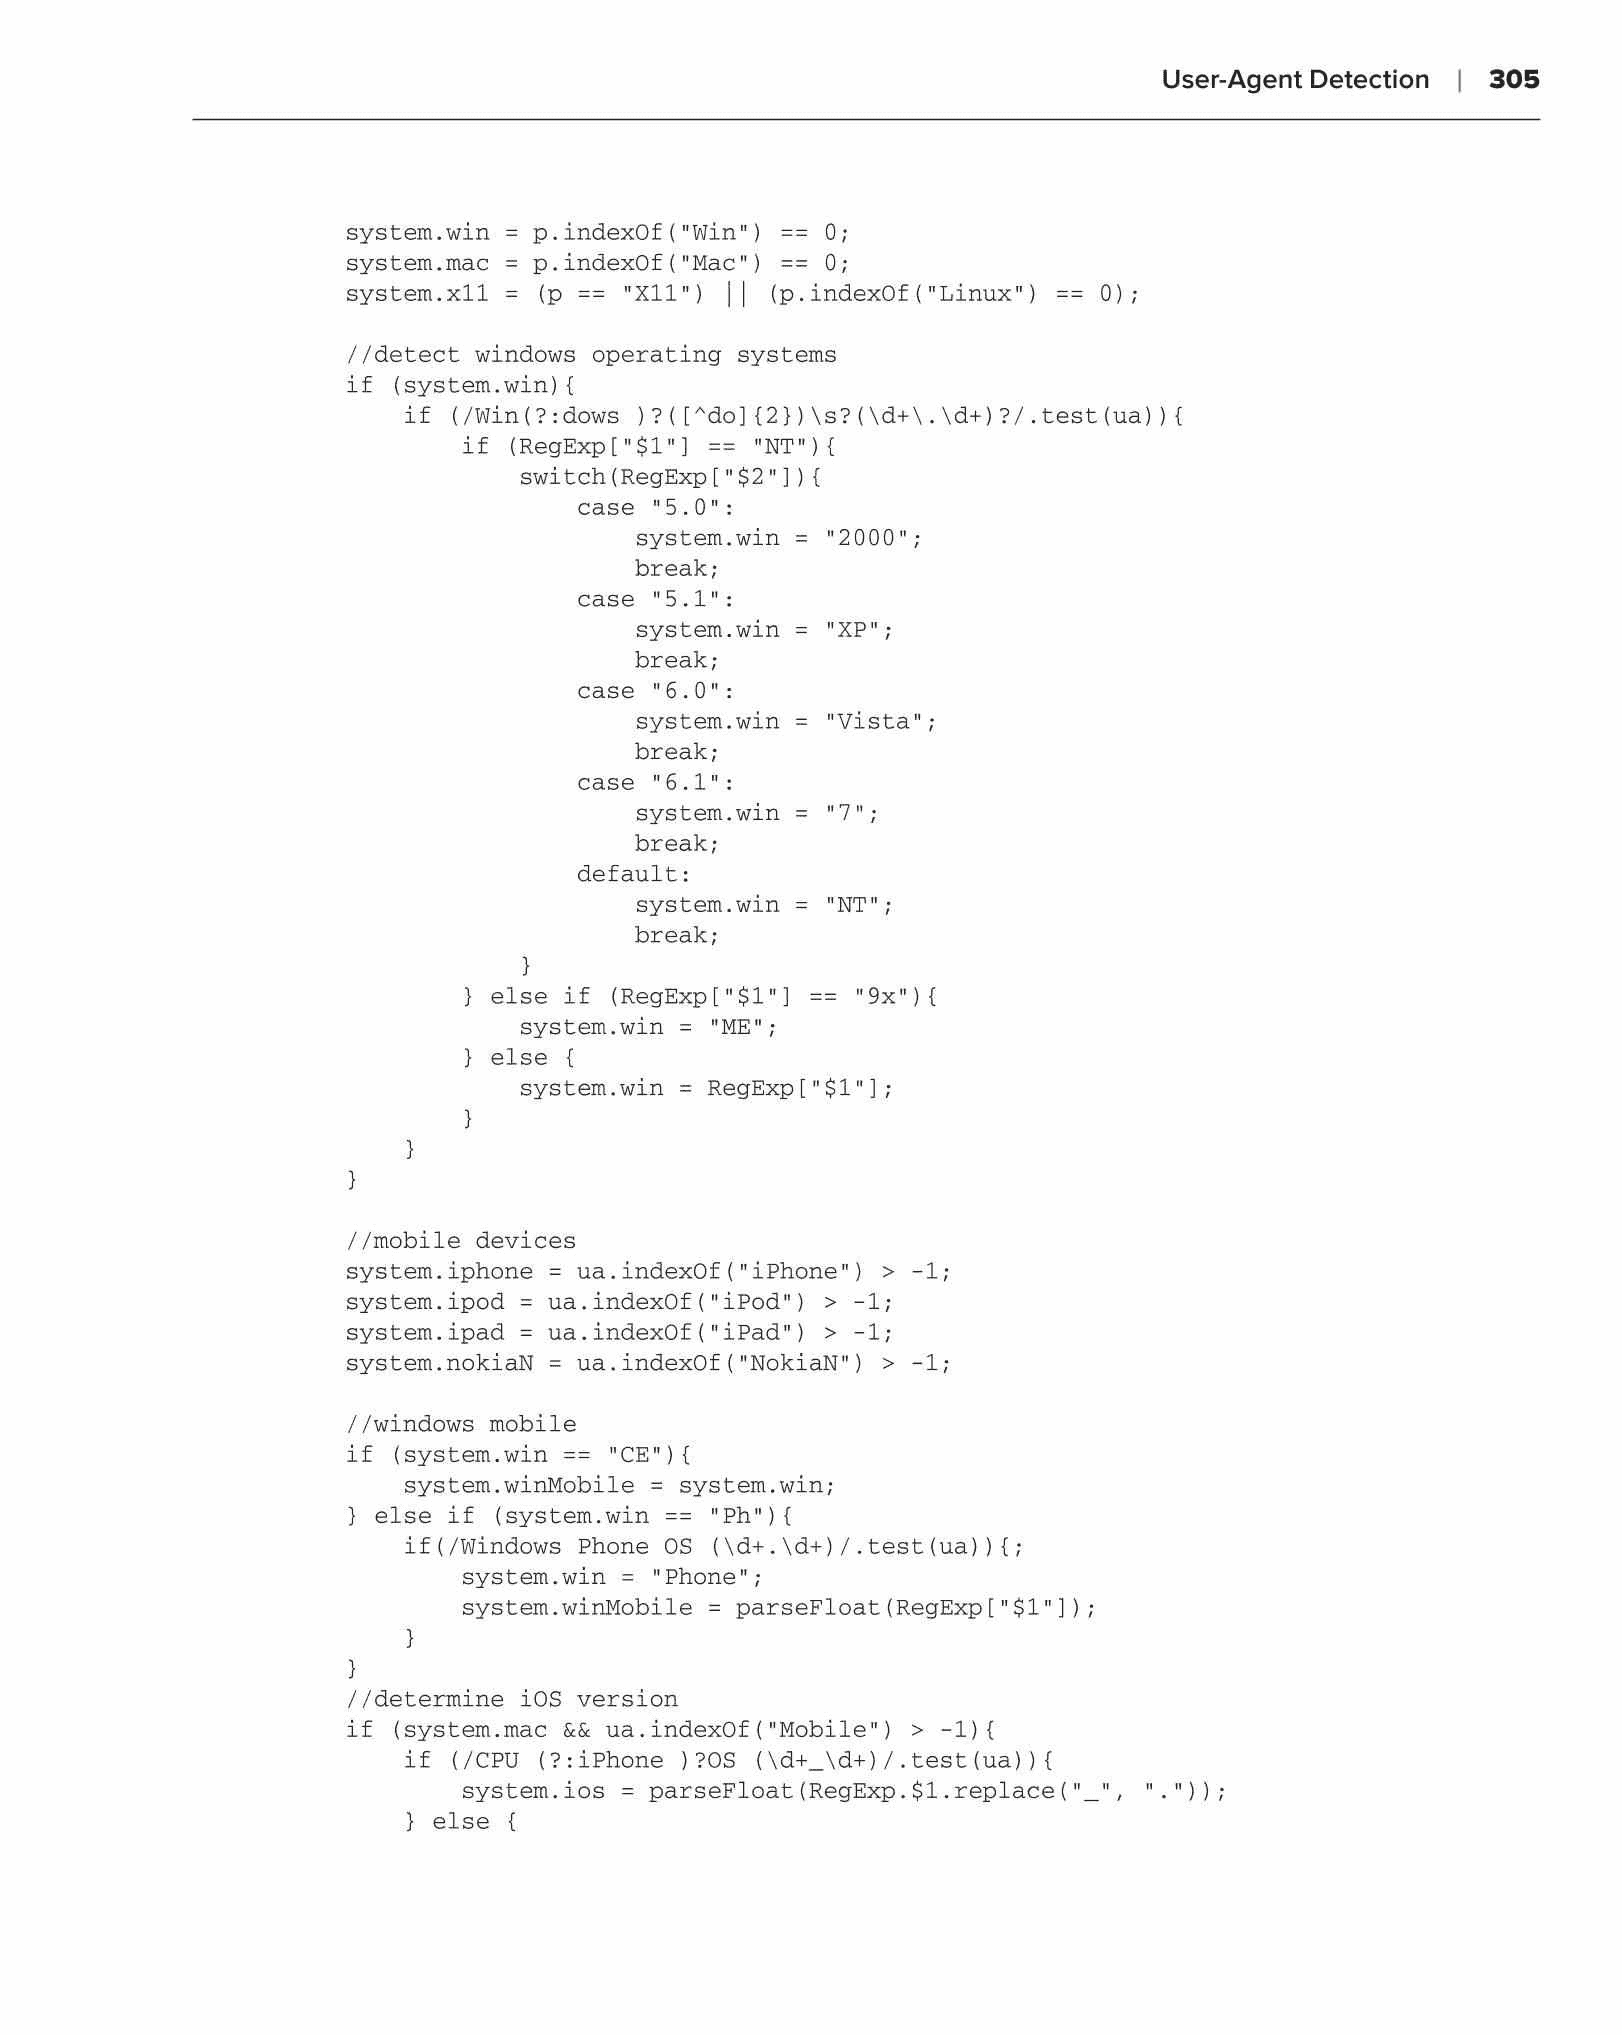 User-Agent Detection | 305
system.win = p.indexOf("Win") == 0;
system.mac = p.indexOf("Mac") == 0;
system.x11 = (p == "X11") || (p.indexOf("Linux") == 0);
//detect windows operating systems
if (system.win){
    if (/Win(?:dows )?([^do]{2})\s?(\d+\.\d+)?/.test(ua)){
        if (RegExp["$1"] == "NT"){
            switch(RegExp["$2"]){
                case "5.0":
                    system.win = "2000";
                    break;
                case "5.1":
                    system.win = "XP";
                    break;
                case "6.0":
                    system.win = "Vista";
                    break;
                case "6.1":
                    system.win = "7";
                    break;
                default:
                    system.win = "NT";
                    break;
            }
        } else if (RegExp["$1"] == "9x"){
            system.win = "ME";
        } else {
            system.win = RegExp["$1"];
        }
    }
}
//mobile devices
system.iphone = ua.indexOf("iPhone") > -1;
system.ipod = ua.indexOf("iPod") > -1;
system.ipad = ua.indexOf("iPad") > -1;
system.nokiaN = ua.indexOf("NokiaN") > -1;
//windows mobile
if (system.win == "CE"){
    system.winMobile = system.win;
} else if (system.win == "Ph"){
    if(/Windows Phone OS (\d+.\d+)/.test(ua)){;
        system.win = "Phone";
        system.winMobile = parseFloat(RegExp["$1"]);
    }
}
//determine iOS version
if (system.mac && ua.indexOf("Mobile") > -1){
    if (/CPU (?:iPhone )?OS (\d+_\d+)/.test(ua)){
        system.ios = parseFloat(RegExp.$1.replace("_", "."));
    } else {